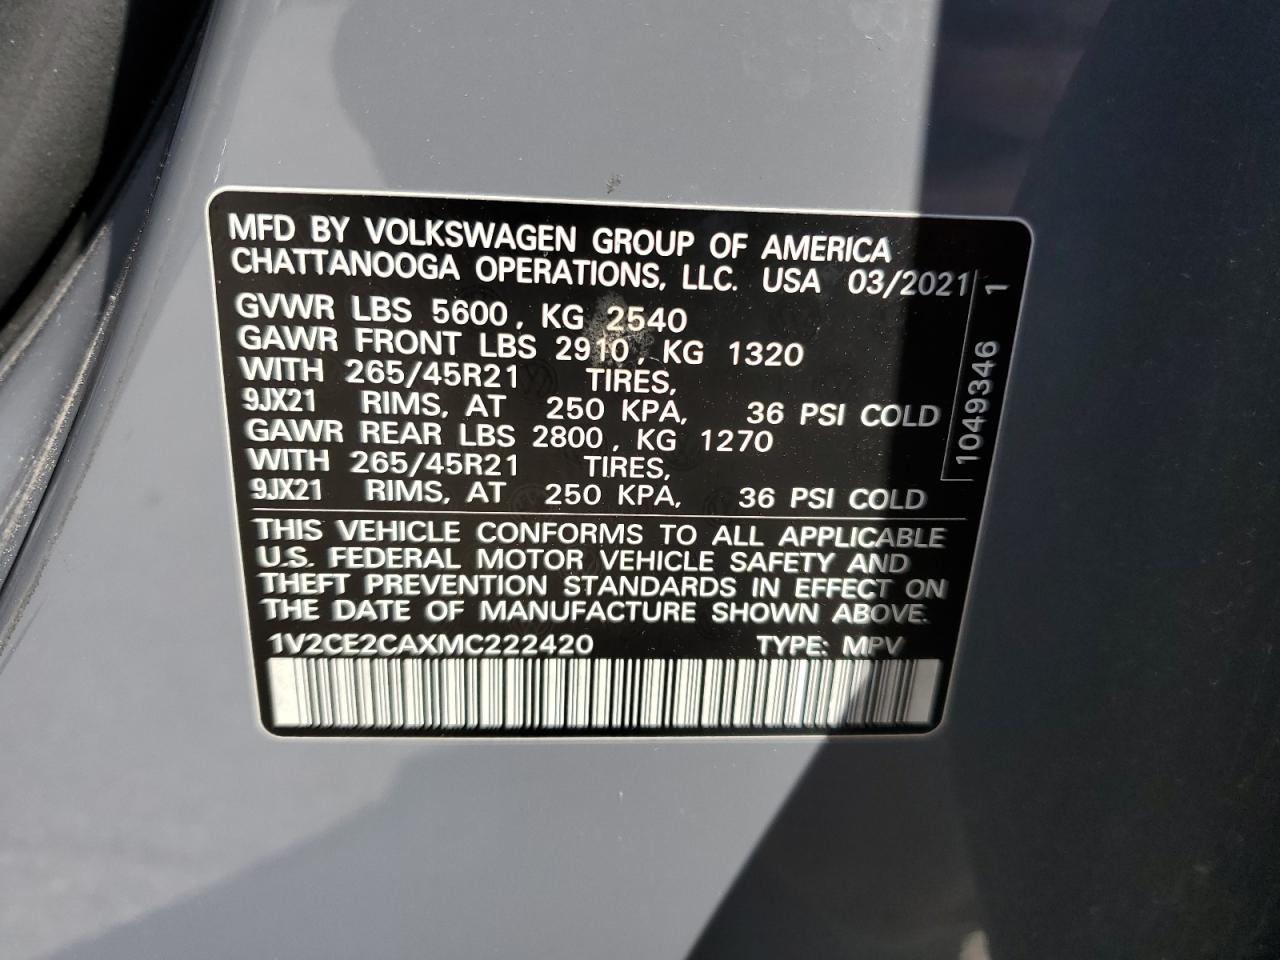 MFD BY VOLKSWAGEN GROUP OF AMERICA
CHATTANOOGA OPERATIONS, LLC. USA 03/2021
GVWR LBS 5600, KG 2540
GAWR FRONT LBS 2910, KG 1320
WITH 265/45R21 TIRES,
9JX21 RIMS, AT 250 KPA, 36 PSI COLD
GAWR REAR LBS 2800, KG 1270
WITH 265/45R21 TIRES,
9JX21 RIMS, AT 250 KPA, 36 PSI COLD
THIS VEHICLE CONFORMS TO ALL APPLICABLE
U.S. FEDERAL MOTOR VEHICLE SAFETY AND
THEFT PREVENTION STANDARDS IN EFFECT ON
THE DATE OF MANUFACTURE SHOWN ABOVE.
1V2CE2CAXMC222420 TYPE: MPV
1049346 1